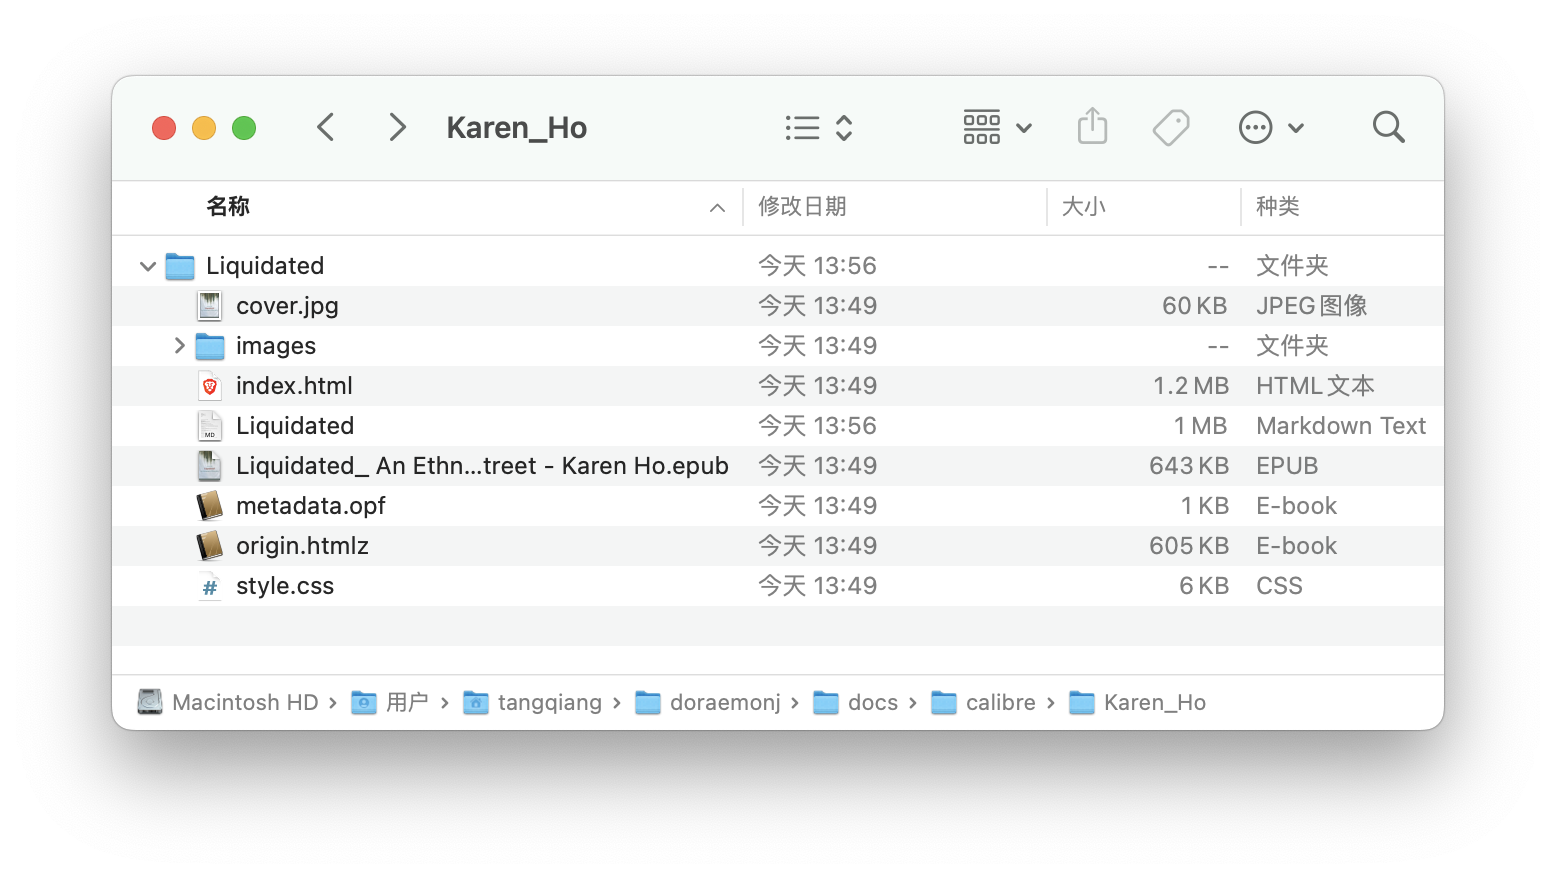 Karen_Ho
名称 修改日期 大小 种类
Liquidated 今天 13:56 -- 文件夹
cover.jpg 今天 13:49 60 KB JPEG图像
images 今天 13:49 -- 文件夹
index.html 今天 13:49 1.2 MB HTML文本
MD Liquidated 今天 13:56 1 MB Markdown Text
Liquidated_ An Ethn...treet - Karen Ho.epub 今天 13:49 643 KB EPUB
metadata.opf 今天 13:49 1 KB E-book
origin.htmlz 今天 13:49 605 KB E-book
# style.css 今天 13:49 6 KB CSS
Macintosh HD › 用户 › tangqiang › doraemonj › docs › calibre › Karen_Ho